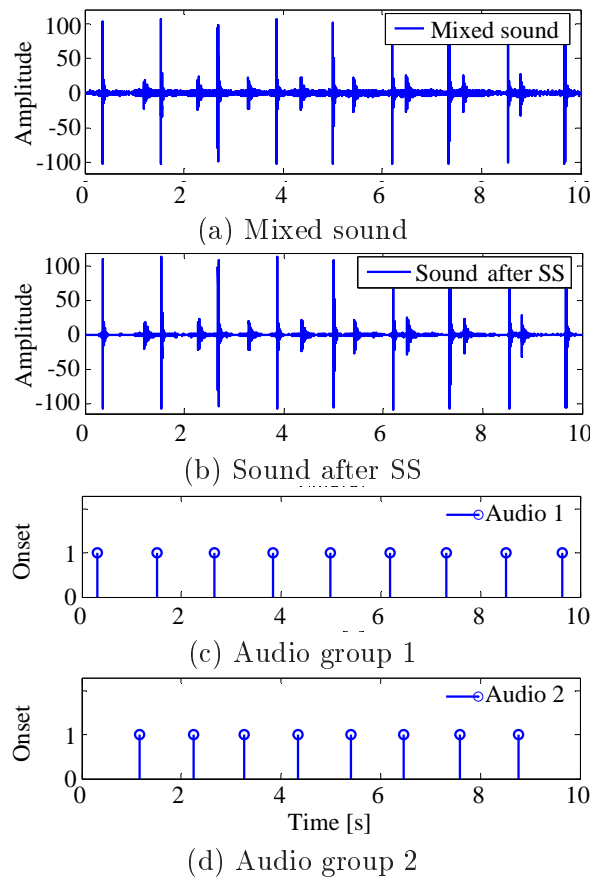 Amplitude
100
50
0
-50
-100
Mixed sound
0 2 4 6 8 10
(a) Mixed sound
Amplitude
100
50
0
-50
-100
Sound after SS
0 2 4 6 8 10
(b) Sound after SS
Onset
1
0
Audio 1
0 2 4 6 8 10
(c) Audio group 1
Onset
1
0
Audio 2
0 2 4 6 8 10
Time [s]
(d) Audio group 2